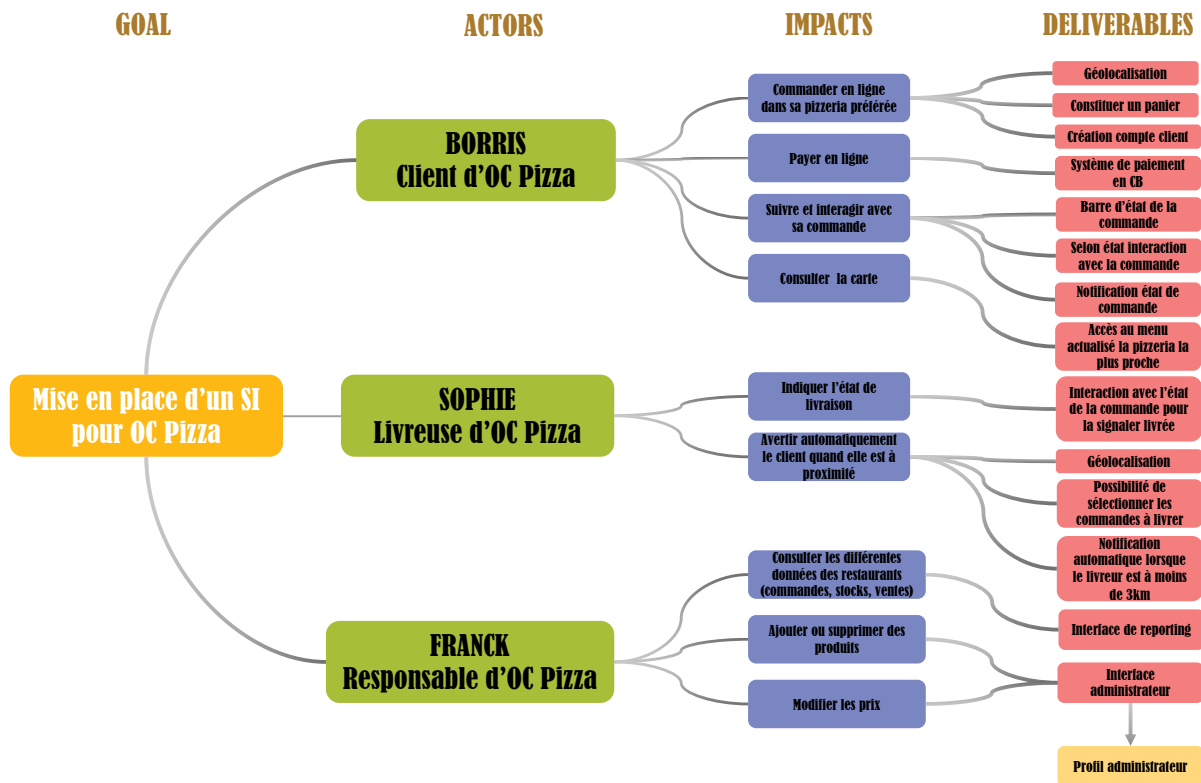 GOAL
ACTORS
IMPACTS
DELIVERABLES
Mise en place d'un SI
pour OC Pizza
BORRIS
Client d'OC Pizza
Commander en ligne
dans sa pizzeria préférée
Géolocalisation
Constituer un panier
Création compte client
Payer en ligne
Système de paiement
en CB
Suivre et interagir avec
sa commande
Barre d'état de la
commande
Selon état interaction
avec la commande
Notification état de
commande
Consulter la carte
Accès au menu
actualisé la pizzeria la
plus proche
SOPHIE
Livreuse d'OC Pizza
Indiquer l'état de
livraison
Interaction avec l'état
de la commande pour
la signaler livrée
Avertir automatiquement
le client quand elle est à
proximité
Géolocalisation
Possibilité de
sélectionner les
commandes à livrer
Notification
automatique lorsque
le livreur est à moins
de 3km
FRANCK
Responsable d'OC Pizza
Consulter les différentes
données des restaurants
(commandes, stocks, ventes)
Interface de reporting
Ajouter ou supprimer des
produits
Modifier les prix
Interface
administrateur
Profil administrateur